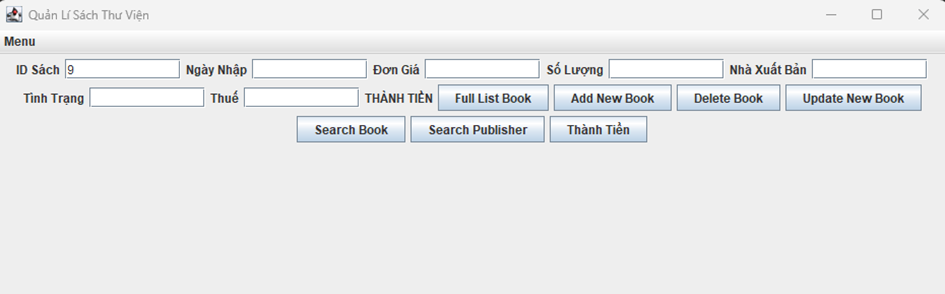 Quản Lí Sách Thư Viện
Menu
ID Sách 9 Ngày Nhập Đơn Giá Số Lượng Nhà Xuất Bản
Tình Trạng Thuế THÀNH TIỀN Full List Book Add New Book Delete Book Update New Book
Search Book Search Publisher Thành Tiền